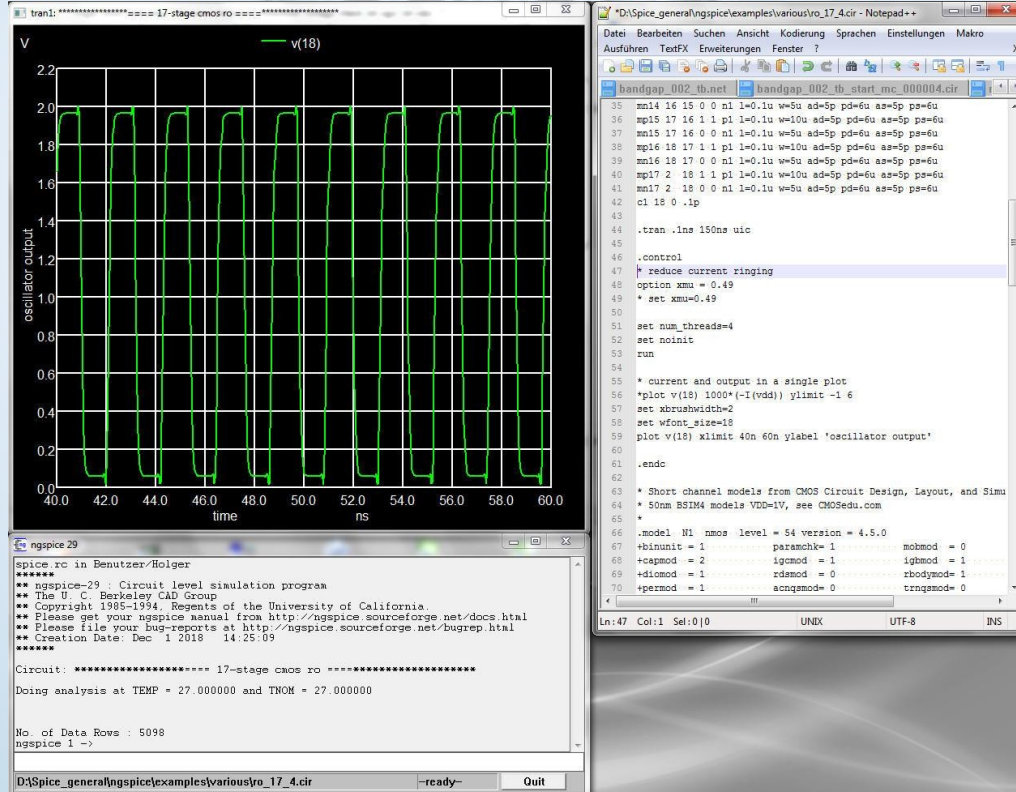 tran1: *****************==== 17-stage cmos ro ====*******************
V
v(18)
2.2
2.0
1.8
1.6
1.4
1.2
1.0
0.8
0.6
0.4
0.2
0.0
oscillator output
40.0 42.0 44.0 46.0 48.0 50.0 52.0 54.0 56.0 58.0 60.0
time ns
ngspice 29
spice.rc in Benutzer/Holger
******
** ngspice-29 : Circuit level simulation program
** The U. C. Berkeley CAD Group
** Copyright 1985-1994, Regents of the University of California.
** Please get your ngspice manual from http://ngspice.sourceforge.net/docs.html
** Please file your bug-reports at http://ngspice.sourceforge.net/bugrep.html
** Creation Date: Dec 1 2018 14:25:09
******
Circuit: ******************==== 17-stage cmos ro ====********************
Doing analysis at TEMP = 27.000000 and TNOM = 27.000000
No. of Data Rows : 5098
ngspice 1 ->
D:\Spice_general\ngspice\examples\various\ro_17_4.cir --ready-- Quit
*D:\Spice_general\ngspice\examples\various\ro_17_4.cir - Notepad++
Datei Bearbeiten Suchen Ansicht Kodierung Sprachen Einstellungen Makro
Ausführen TextFX Erweiterungen Fenster ? X
bandgap_002_tb.net bandgap_002_tb_start_mc_000004.cir
35 mn14 16 15 0 0 n1 l=0.1u w=5u ad=5p pd=6u as=5p ps=6u
36 mp15 17 16 1 1 p1 l=0.1u w=10u ad=5p pd=6u as=5p ps=6u
37 mn15 17 16 0 0 n1 l=0.1u w=5u ad=5p pd=6u as=5p ps=6u
38 mp16 18 17 1 1 p1 l=0.1u w=10u ad=5p pd=6u as=5p ps=6u
39 mn16 18 17 0 0 n1 l=0.1u w=5u ad=5p pd=6u as=5p ps=6u
40 mp17 2 18 1 1 p1 l=0.1u w=10u ad=5p pd=6u as=5p ps=6u
41 mn17 2 18 0 0 n1 l=0.1u w=5u ad=5p pd=6u as=5p ps=6u
42 c1 18 0 .1p
43
44 .tran .1ns 150ns uic
45
46 .control
47 * reduce current ringing
48 option xmu = 0.49
49 * set xmu=0.49
50
51 set num_threads=4
52 set noinit
53 run
54
55 * current and output in a single plot
56 *plot v(18) 1000*(-I(vdd)) ylimit -1 6
57 set xbrushwidth=2
58 set wfont_size=18
59 plot v(18) xlimit 40n 60n ylabel 'oscillator output'
60
61 .endc
62
63 * Short channel models from CMOS Circuit Design, Layout, and Simu
64 * 50nm BSIM4 models VDD=1V, see CMOSedu.com
65 *
66 .model N1 nmos level = 54 version = 4.5.0
67 +binunit = 1 paramchk= 1 mobmod = 0
68 +capmod = 2 igcmod = 1 igbmod = 1
69 +diomod = 1 rdsmod = 0 rbodymod= 1
70 +permod = 1 acnqsmod= 0 trnqsmod= 0
Ln:47 Col:1 Sel:0|0 UNIX UTF-8 INS